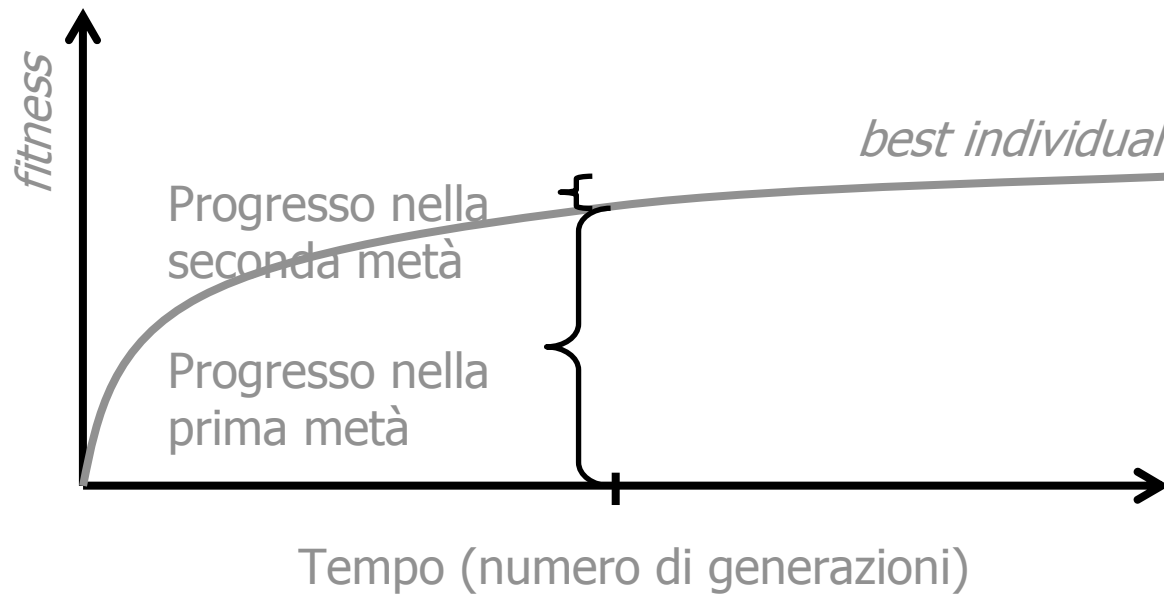 fitness
best individual
Progresso nella
seconda metà
Progresso nella
prima metà
Tempo (numero di generazioni)